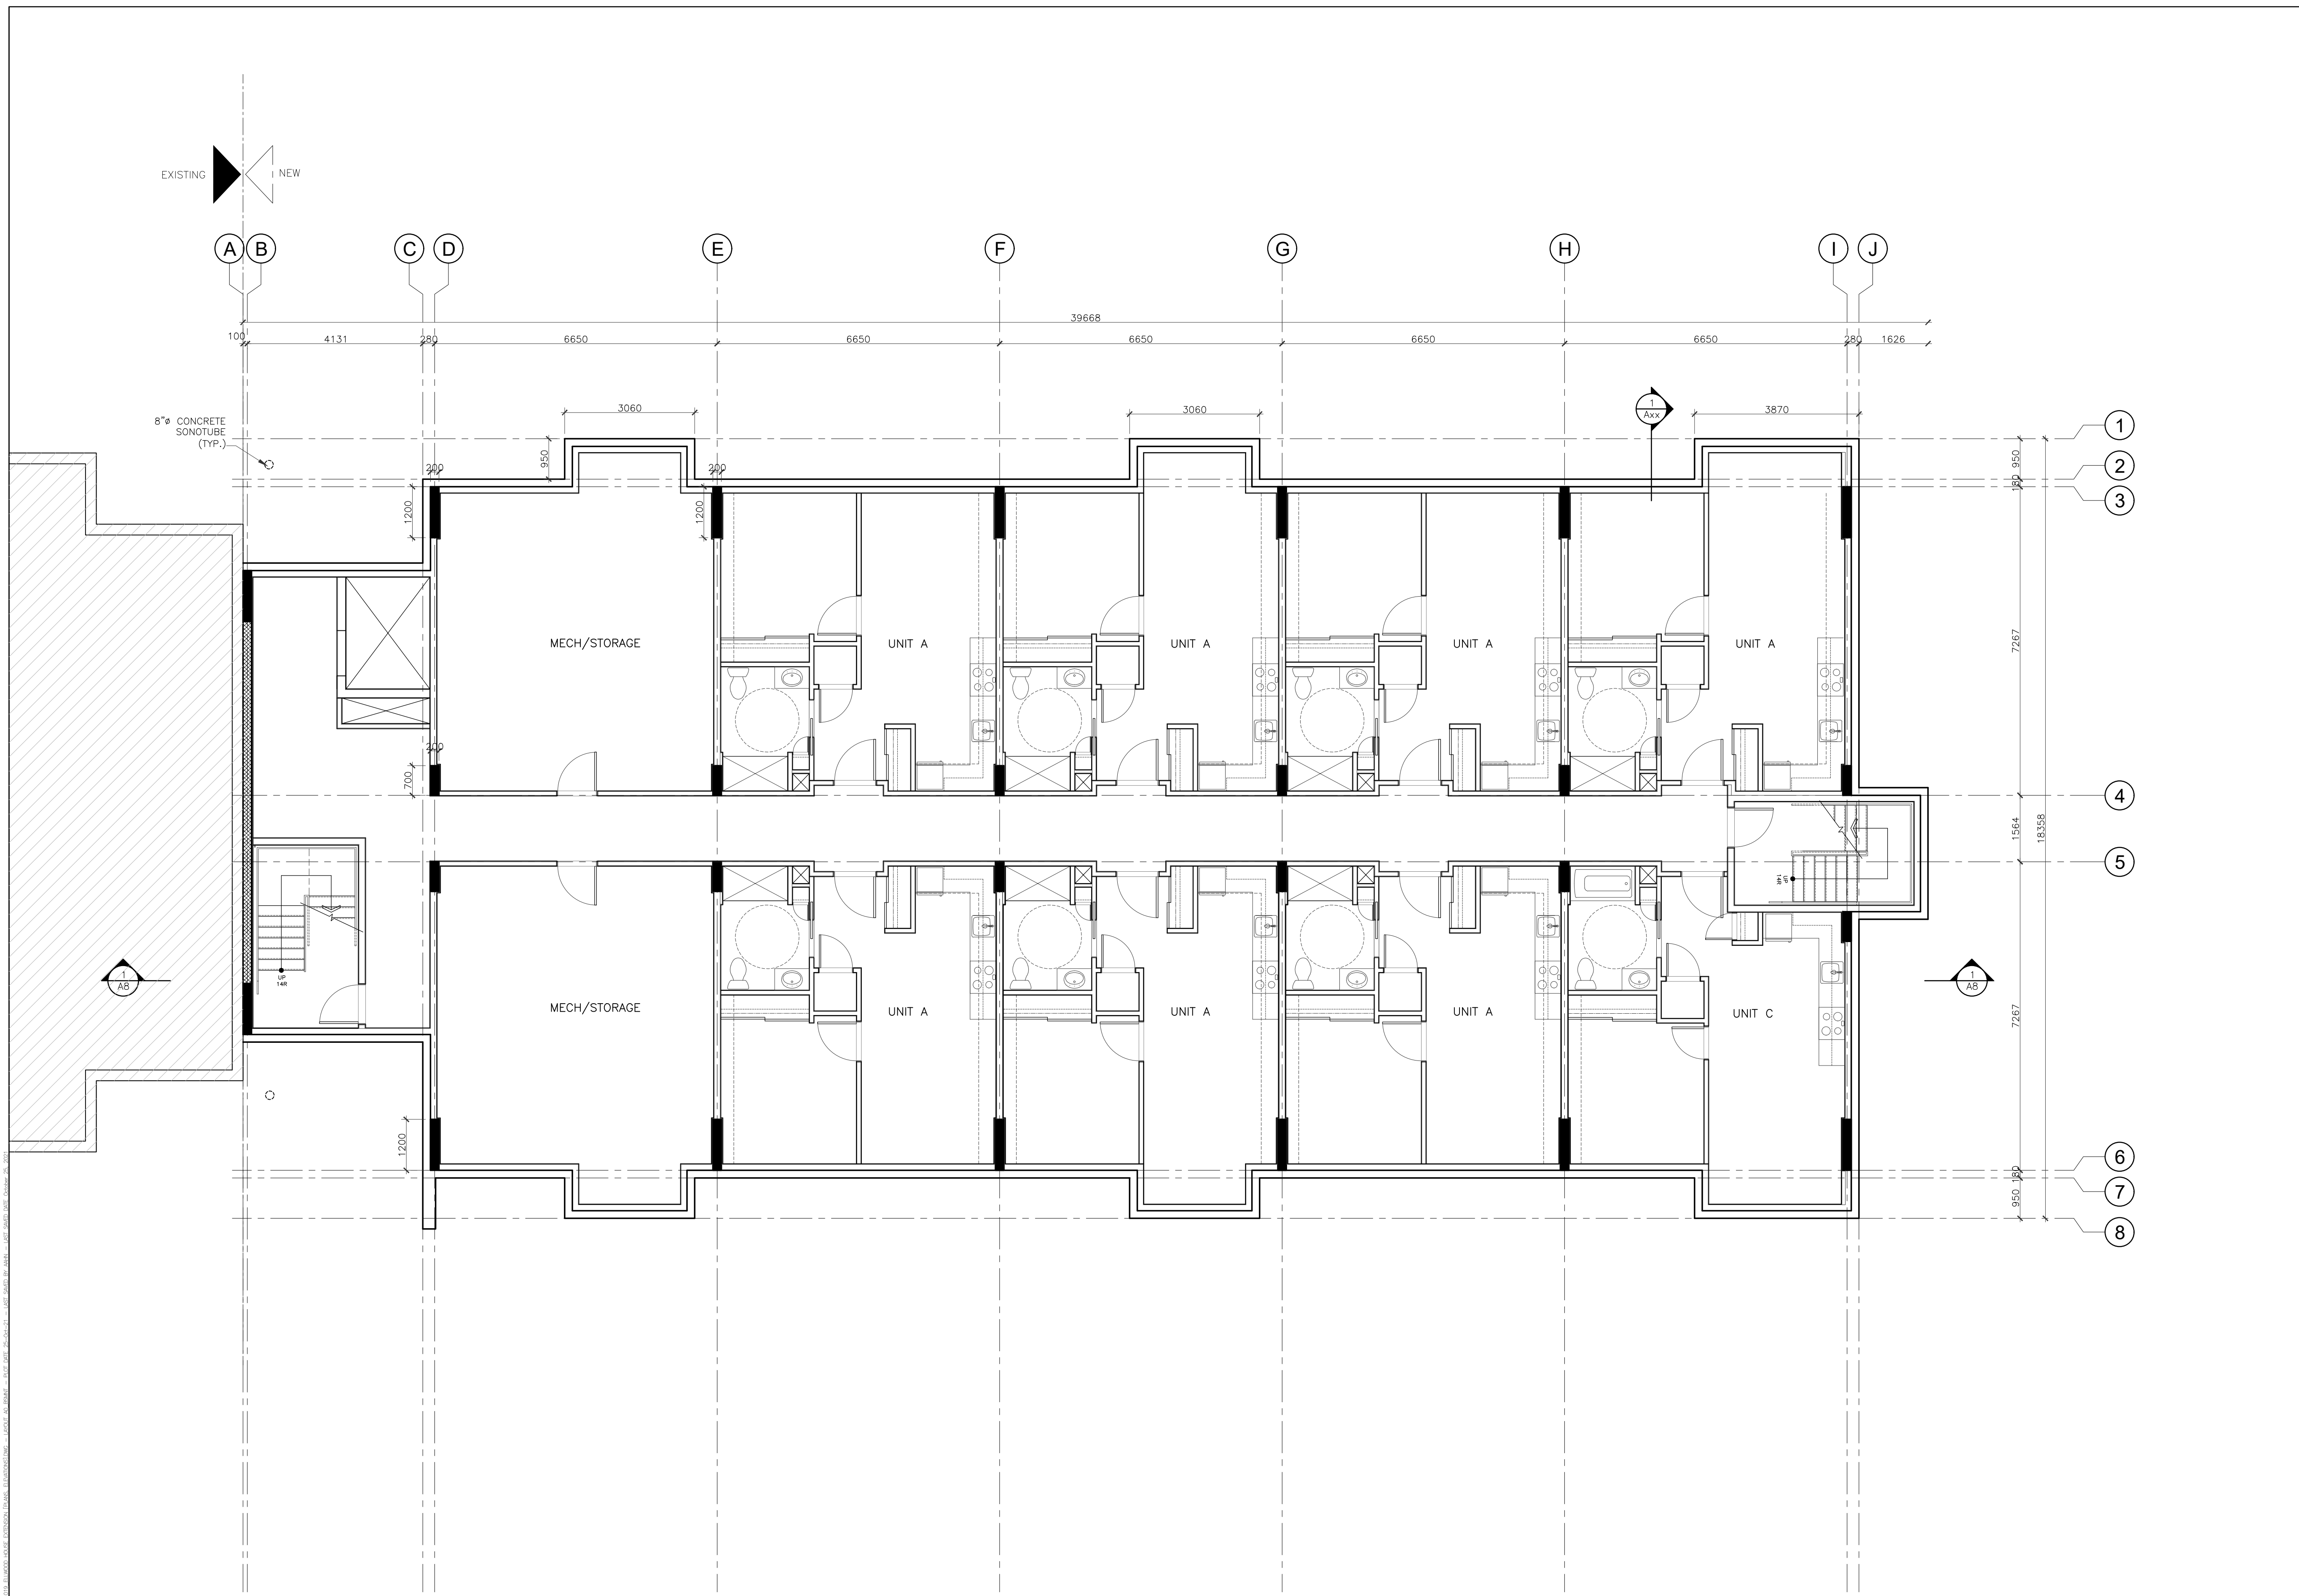 EXISTING
NEW
A
B
C
D
E
F
G
H
I
J
39668
100
4131
280
6650
6650
6650
6650
6650
280
1626
8"ø CONCRETE
SONOTUBE
(TYP.)
3060
3060
3870
1
Axx
1
2
3
4
5
6
7
8
950
200
200
1200
1200
950
180
7267
1564
18358
7267
180
950
MECH/STORAGE
UNIT A
UNIT A
UNIT A
UNIT A
200
700
UP
14R
UP
14R
1
A8
1
A8
MECH/STORAGE
UNIT A
UNIT A
UNIT A
UNIT C
1200